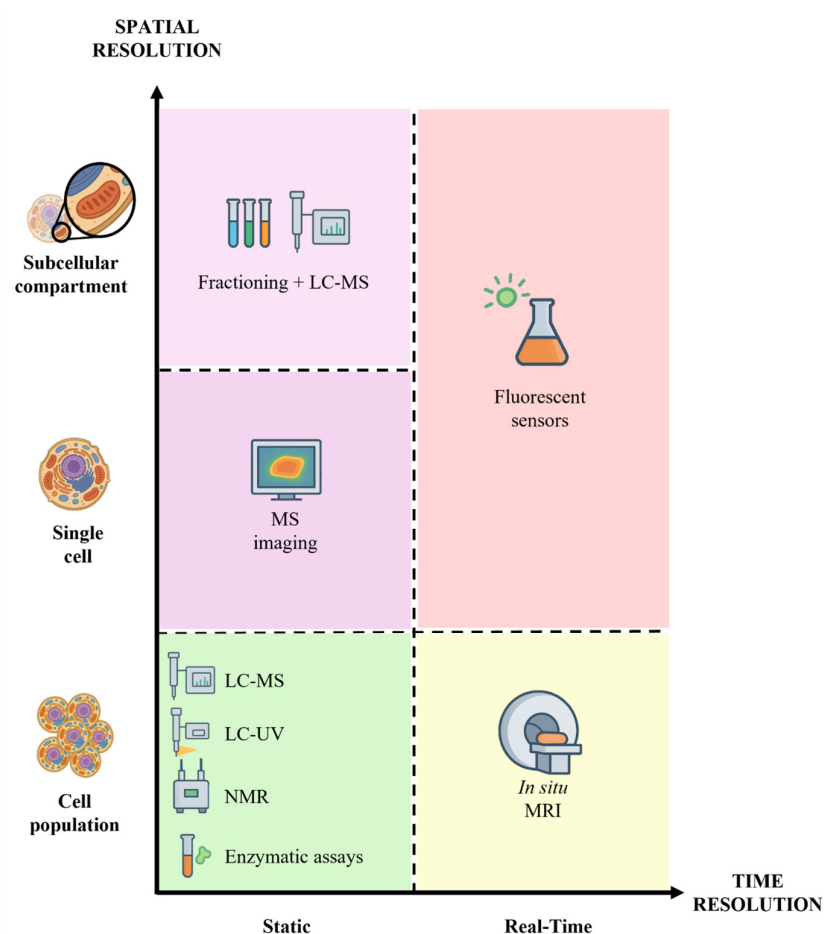 SPATIAL
RESOLUTION
Subcellular
compartment
Fractioning + LC-MS
Fluorescent
sensors
Single
cell
MS
imaging
Cell
population
LC-MS
LC-UV
NMR
Enzymatic assays
In situ
MRI
TIME
RESOLUTION
Static
Real-Time